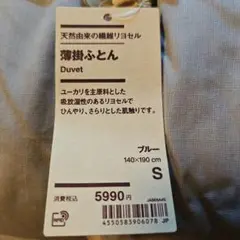 天然由来の繊維リヨセル
薄掛ふとん
Duvet
ユーカリを主原料とした
吸放湿性のあるリヨセルで
ひんやり、さらりとした肌触りです。
ブルー
140×190 cm
S
消費税込 5990円
4550583906078 JP